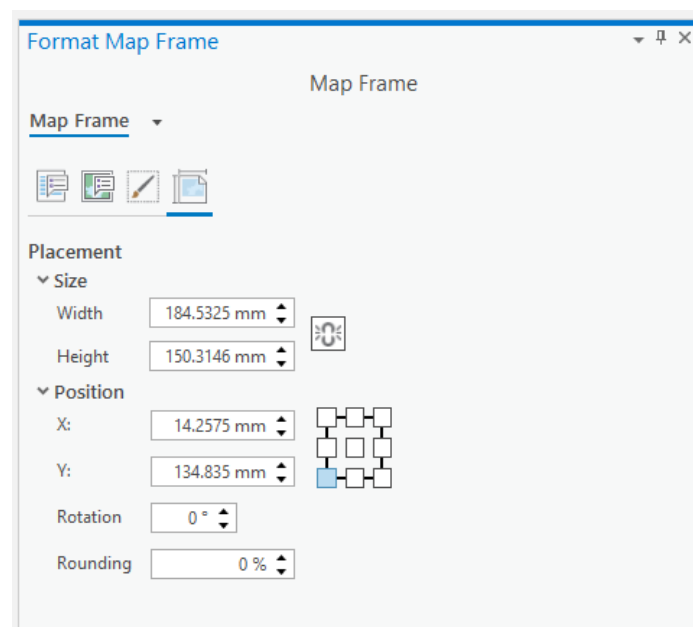 Format Map Frame
Map Frame
Map Frame
Placement
Size
Width 184.5325 mm
Height 150.3146 mm
Position
X: 14.2575 mm
Y: 134.835 mm
Rotation 0 °
Rounding 0 %